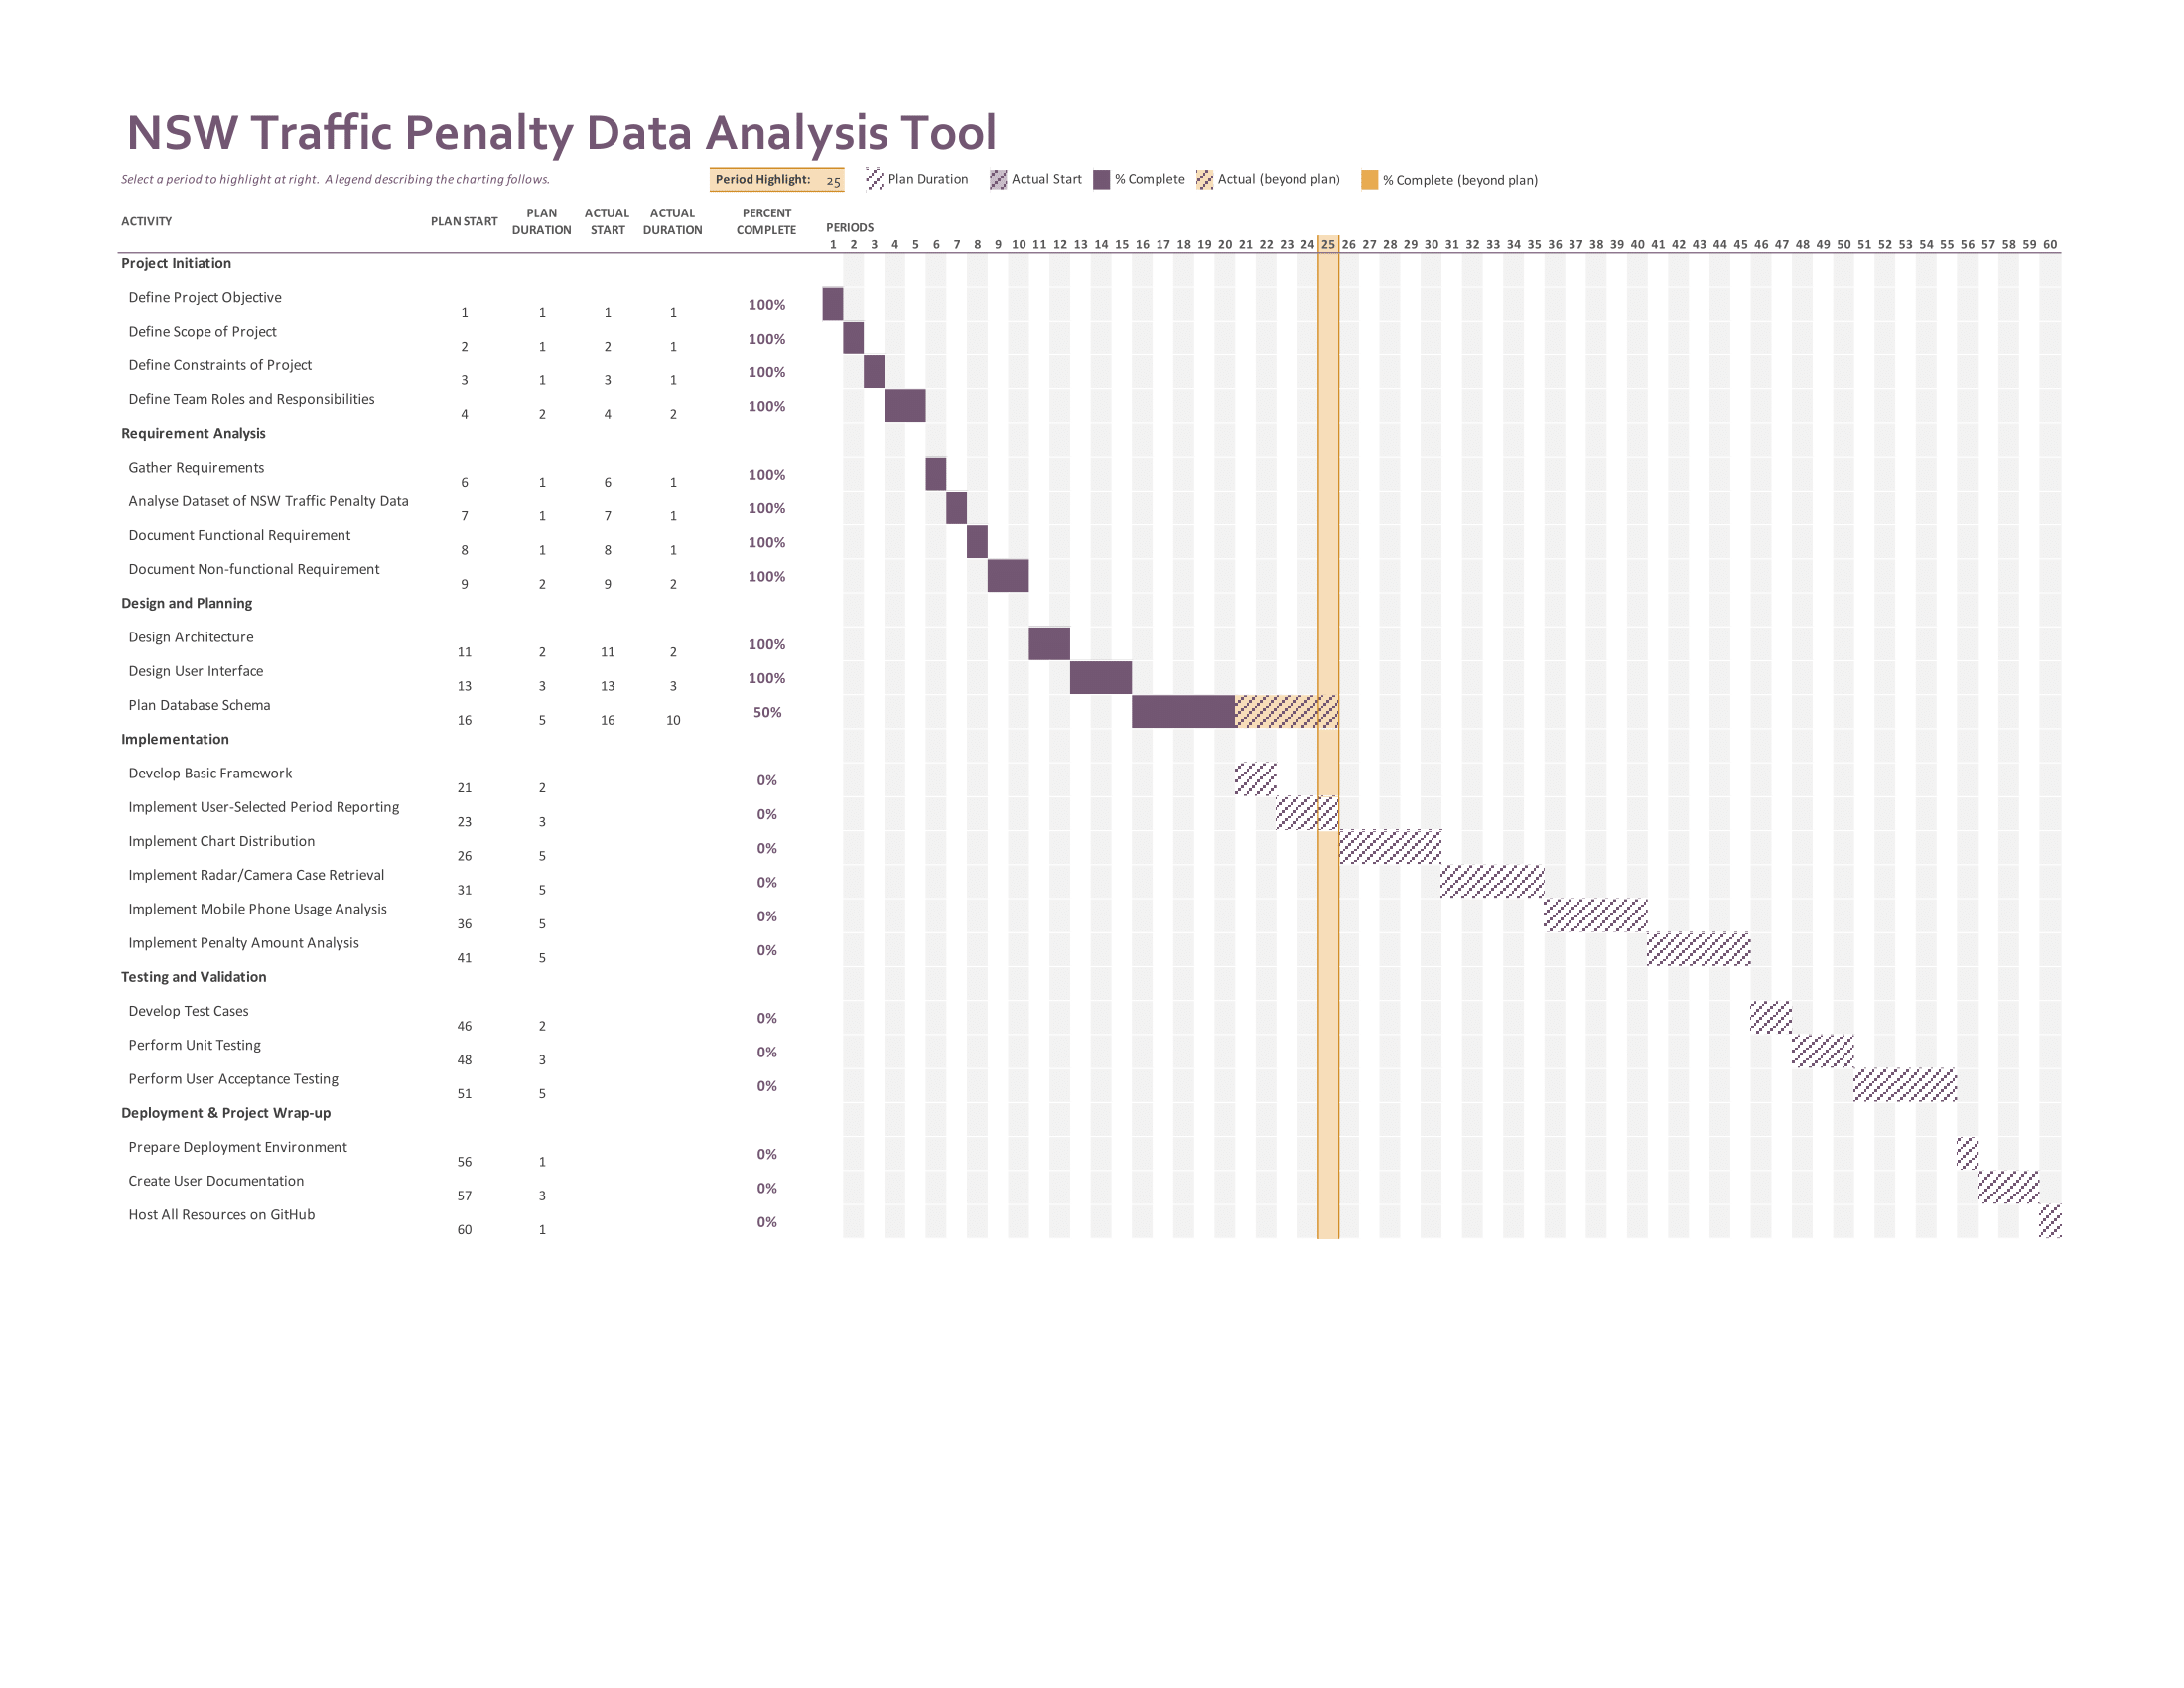 NSW Traffic Penalty Data Analysis Tool
Select a period to highlight at right.  A legend describing the charting follows.
Period Highlight: 25
Plan Duration
Actual Start
% Complete
Actual (beyond plan)
% Complete (beyond plan)
ACTIVITY
PLAN START
PLAN DURATION
ACTUAL START
ACTUAL DURATION
PERCENT COMPLETE
PERIODS
1 2 3 4 5 6 7 8 9 10 11 12 13 14 15 16 17 18 19 20 21 22 23 24 25 26 27 28 29 30 31 32 33 34 35 36 37 38 39 40 41 42 43 44 45 46 47 48 49 50 51 52 53 54 55 56 57 58 59 60
Project Initiation
Define Project Objective 1 1 1 1 100%
Define Scope of Project 2 1 2 1 100%
Define Constraints of Project 3 1 3 1 100%
Define Team Roles and Responsibilities 4 2 4 2 100%
Requirement Analysis
Gather Requirements 6 1 6 1 100%
Analyse Dataset of NSW Traffic Penalty Data 7 1 7 1 100%
Document Functional Requirement 8 1 8 1 100%
Document Non-functional Requirement 9 2 9 2 100%
Design and Planning
Design Architecture 11 2 11 2 100%
Design User Interface 13 3 13 3 100%
Plan Database Schema 16 5 16 10 50%
Implementation
Develop Basic Framework 21 2 0%
Implement User-Selected Period Reporting 23 3 0%
Implement Chart Distribution 26 5 0%
Implement Radar/Camera Case Retrieval 31 5 0%
Implement Mobile Phone Usage Analysis 36 5 0%
Implement Penalty Amount Analysis 41 5 0%
Testing and Validation
Develop Test Cases 46 2 0%
Perform Unit Testing 48 3 0%
Perform User Acceptance Testing 51 5 0%
Deployment & Project Wrap-up
Prepare Deployment Environment 56 1 0%
Create User Documentation 57 3 0%
Host All Resources on GitHub 60 1 0%